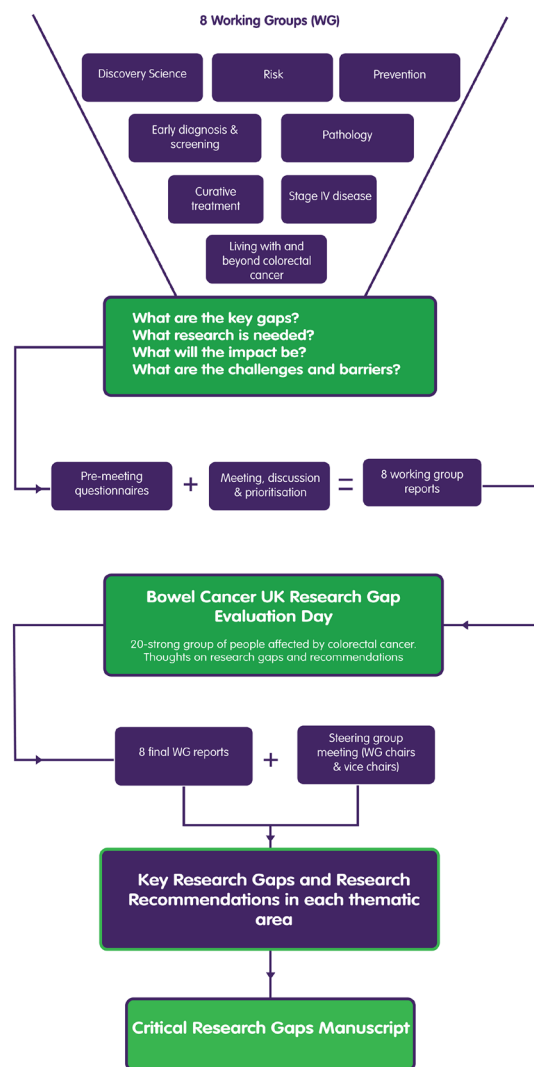 8 Working Groups (WG)
Discovery Science
Risk
Prevention
Early diagnosis &
screening
Pathology
Curative
treatment
Stage IV disease
Living with and
beyond colorectal
cancer
What are the key gaps?
What research is needed?
What will the impact be?
What are the challenges and barriers?
Pre-meeting
questionnaires
+
Meeting, discussion
& prioritisation
=
8 working group
reports
Bowel Cancer UK Research Gap
Evaluation Day
20-strong group of people affected by colorectal cancer.
Thoughts on research gaps and recommendations
8 final WG reports
+
Steering group
meeting (WG chairs
& vice chairs)
Key Research Gaps and Research
Recommendations in each thematic
area
Critical Research Gaps Manuscript